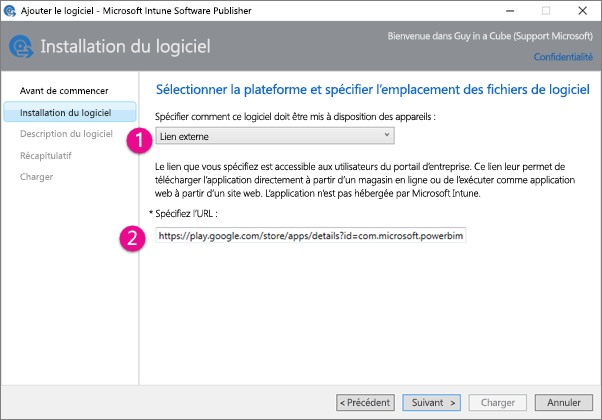 Ajouter le logiciel - Microsoft Intune Software Publisher
Installation du logiciel
Bienvenue dans Guy in a Cube (Support Microsoft)
Confidentialité
Avant de commencer
Installation du logiciel
Description du logiciel
Récapitulatif
Charger
Sélectionner la plateforme et spécifier l'emplacement des fichiers de logiciel
Spécifier comment ce logiciel doit être mis à disposition des appareils :
1
Lien externe
Le lien que vous spécifiez est accessible aux utilisateurs du portail d'entreprise. Ce lien leur permet de
télécharger l'application directement à partir d'un magasin en ligne ou de l'exécuter comme application
web à partir d'un site web. L'application n'est pas hébergée par Microsoft Intune.
* Spécifiez l'URL :
2
https://play.google.com/store/apps/details?id=com.microsoft.powerbim
< Précédent
Suivant >
Charger
Annuler